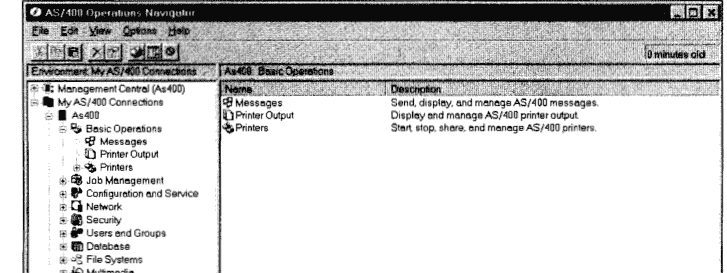 AS/400 Operations Navigator
File Edit View Options Help
0 minutes old
Environment: My AS/400 Connections
As400: Basic Operations
Management Central (As400)
My AS/400 Connections
As400
Basic Operations
Messages
Printer Output
Printers
Job Management
Configuration and Service
Network
Security
Users and Groups
Database
File Systems
Multimedia
Name Description
Messages Send, display, and manage AS/400 messages.
Printer Output Display and manage AS/400 printer output.
Printers Start, stop, share, and manage AS/400 printers.